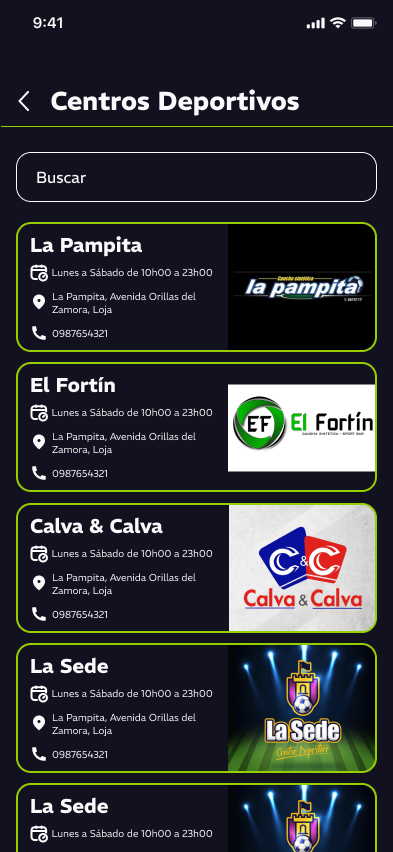 9:41
Centros Deportivos
Buscar
La Pampita
Lunes a Sábado de 10h00 a 23h00
La Pampita, Avenida Orillas del
Zamora, Loja
0987654321
Cancha sintética
la pampita
El Fortín
Lunes a Sábado de 10h00 a 23h00
La Pampita, Avenida Orillas del
Zamora, Loja
0987654321
EF El Fortín
CANCHA SINTÉTICA - SPORT BAR
Calva & Calva
Lunes a Sábado de 10h00 a 23h00
La Pampita, Avenida Orillas del
Zamora, Loja
0987654321
C&C
Calva & Calva
La Sede
Lunes a Sábado de 10h00 a 23h00
La Pampita, Avenida Orillas del
Zamora, Loja
0987654321
La Sede
Centro Deportivo
La Sede
Lunes a Sábado de 10h00 a 23h00